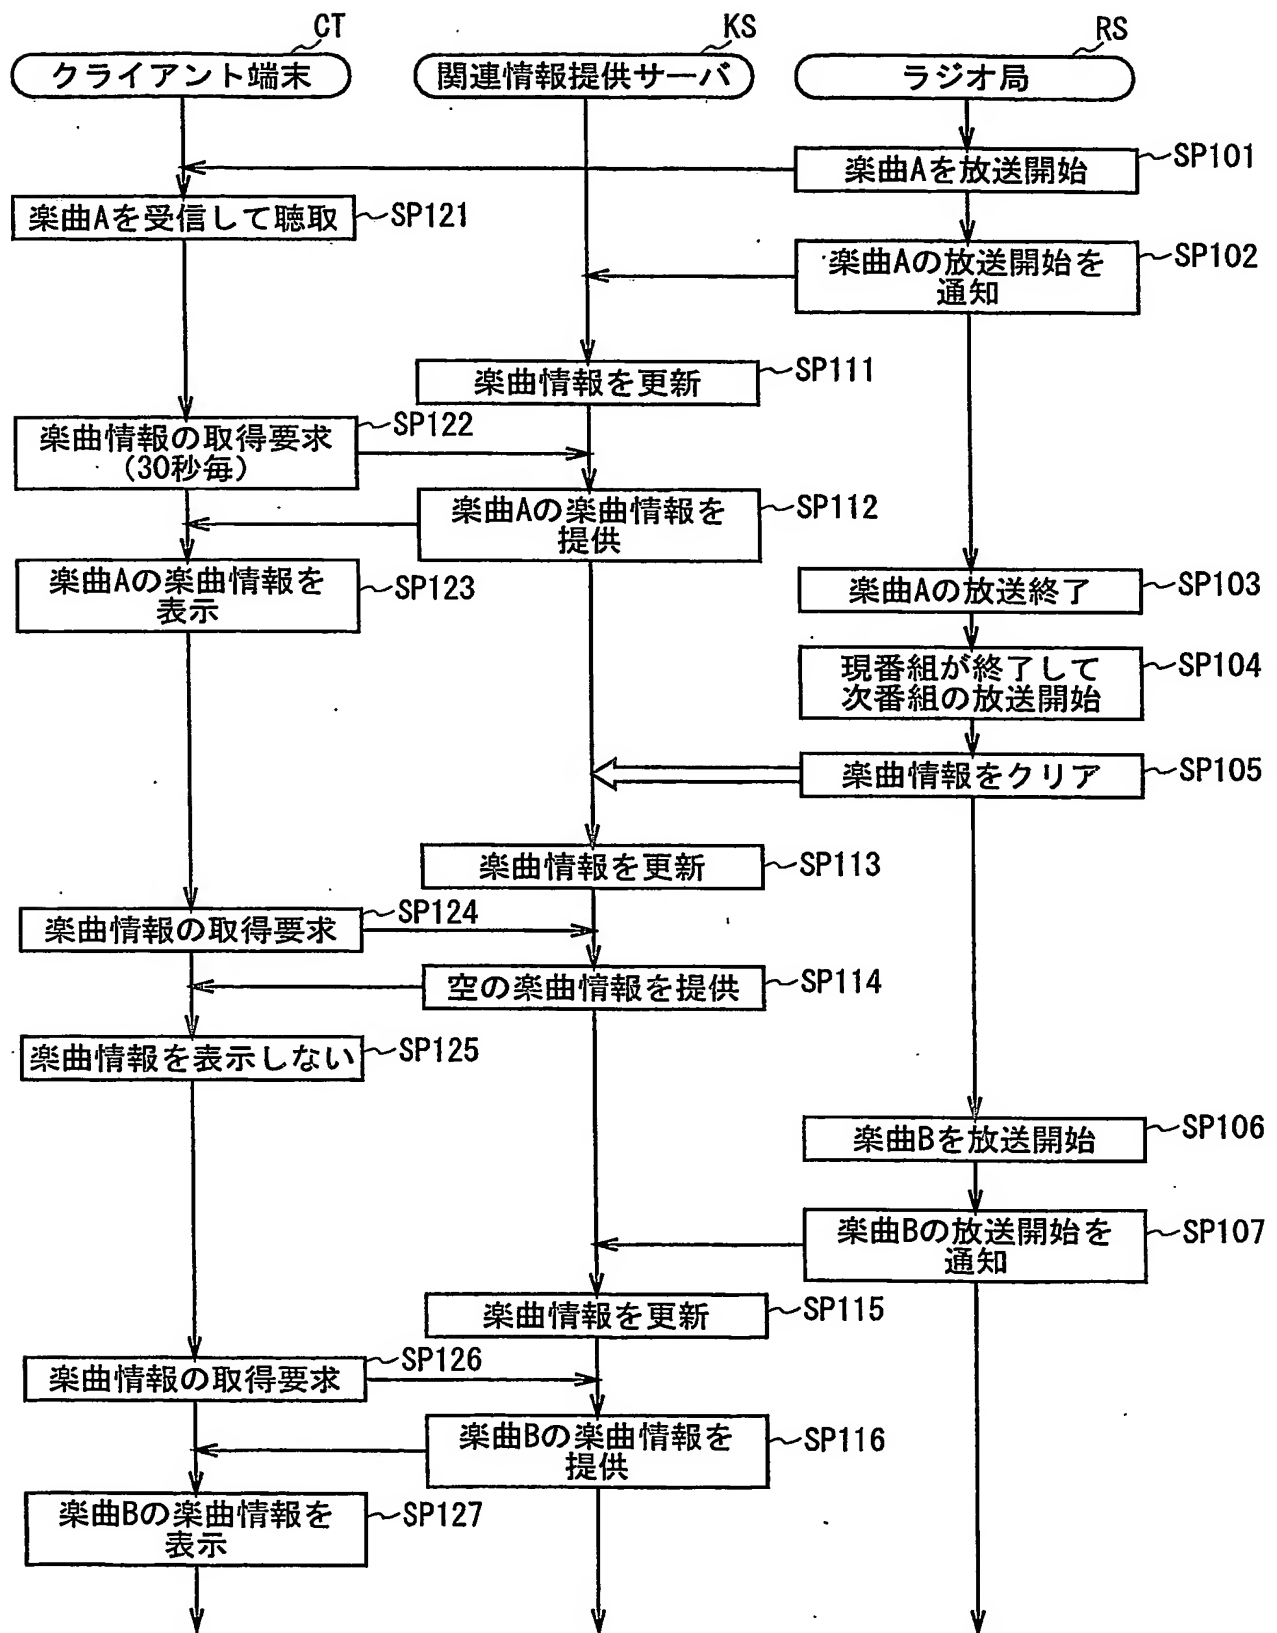 CT
KS
RS
クライアント端末
関連情報提供サーバ
ラジオ局
楽曲Aを放送開始
SP101
楽曲Aを受信して聴取
SP121
楽曲Aの放送開始を
通知
SP102
楽曲情報を更新
SP111
楽曲情報の取得要求
(30秒毎)
SP122
楽曲Aの楽曲情報を
提供
SP112
楽曲Aの楽曲情報を
表示
SP123
楽曲Aの放送終了
SP103
現番組が終了して
次番組の放送開始
SP104
楽曲情報をクリア
SP105
楽曲情報を更新
SP113
楽曲情報の取得要求
SP124
空の楽曲情報を提供
SP114
楽曲情報を表示しない
SP125
楽曲Bを放送開始
SP106
楽曲Bの放送開始を
通知
SP107
楽曲情報を更新
SP115
楽曲情報の取得要求
SP126
楽曲Bの楽曲情報を
提供
SP116
楽曲Bの楽曲情報を
表示
SP127